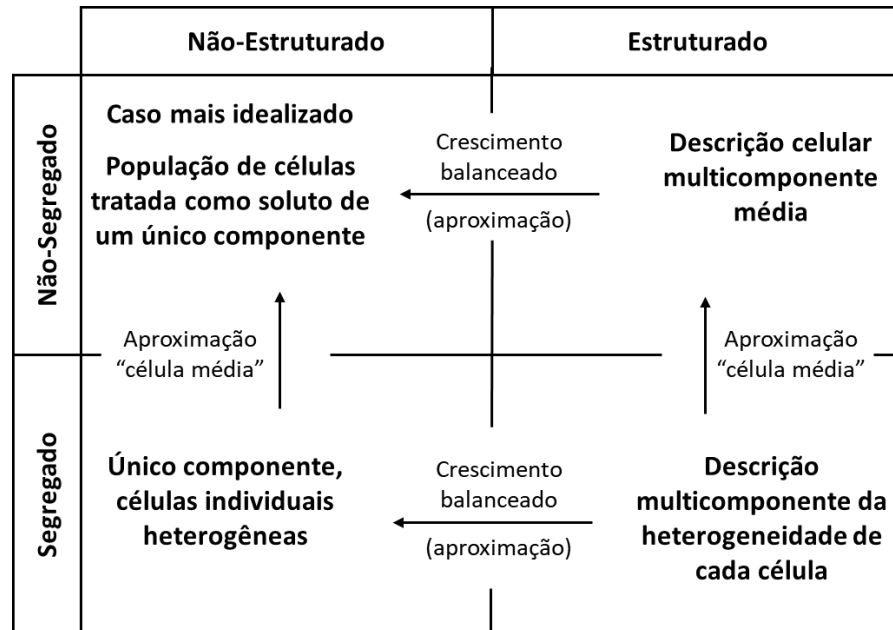 Não-Estruturado
Estruturado
Não-Segregado
Caso mais idealizado
População de células
tratada como soluto de
um único componente
Crescimento
balanceado
(aproximação)
Descrição celular
multicomponente
média
Aproximação
“célula média”
Aproximação
“célula média”
Segregado
Único componente,
células individuais
heterogêneas
Crescimento
balanceado
(aproximação)
Descrição
multicomponente da
heterogeneidade de
cada célula